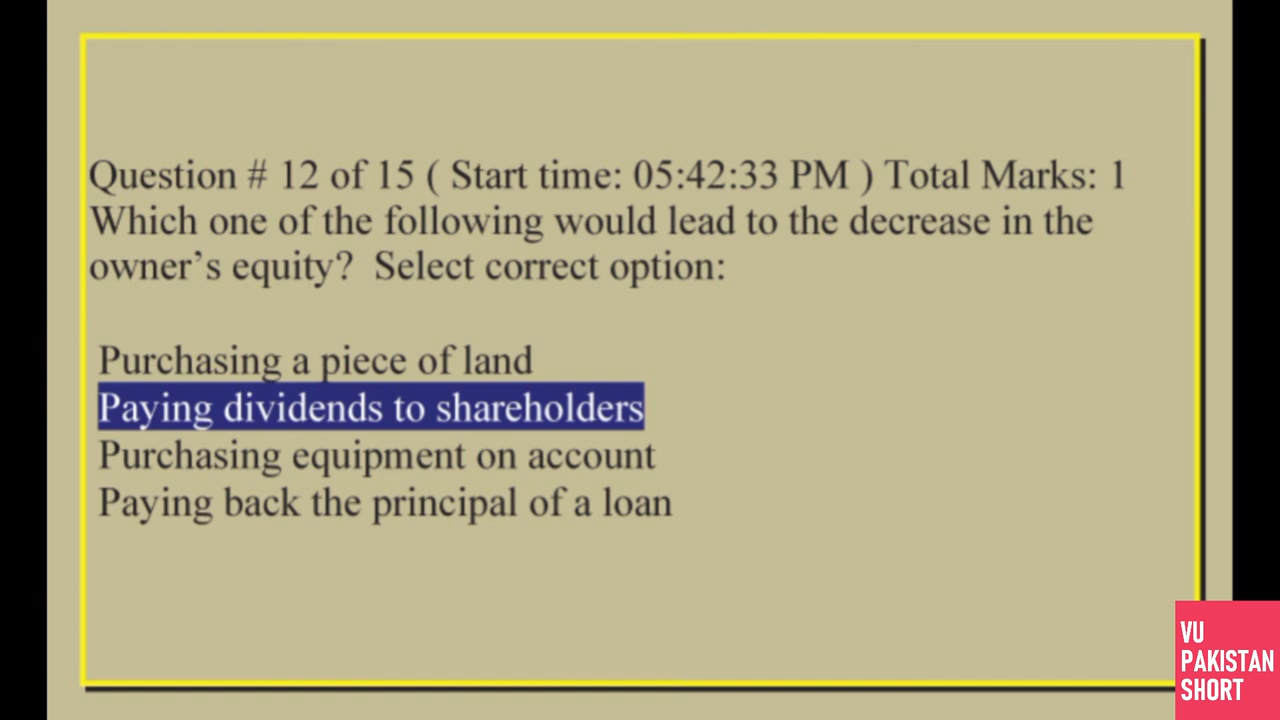 Question # 12 of 15 ( Start time: 05:42:33 PM ) Total Marks: 1
Which one of the following would lead to the decrease in the
owner’s equity?  Select correct option:
Purchasing a piece of land
Paying dividends to shareholders
Purchasing equipment on account
Paying back the principal of a loan
VU
PAKISTAN
SHORT